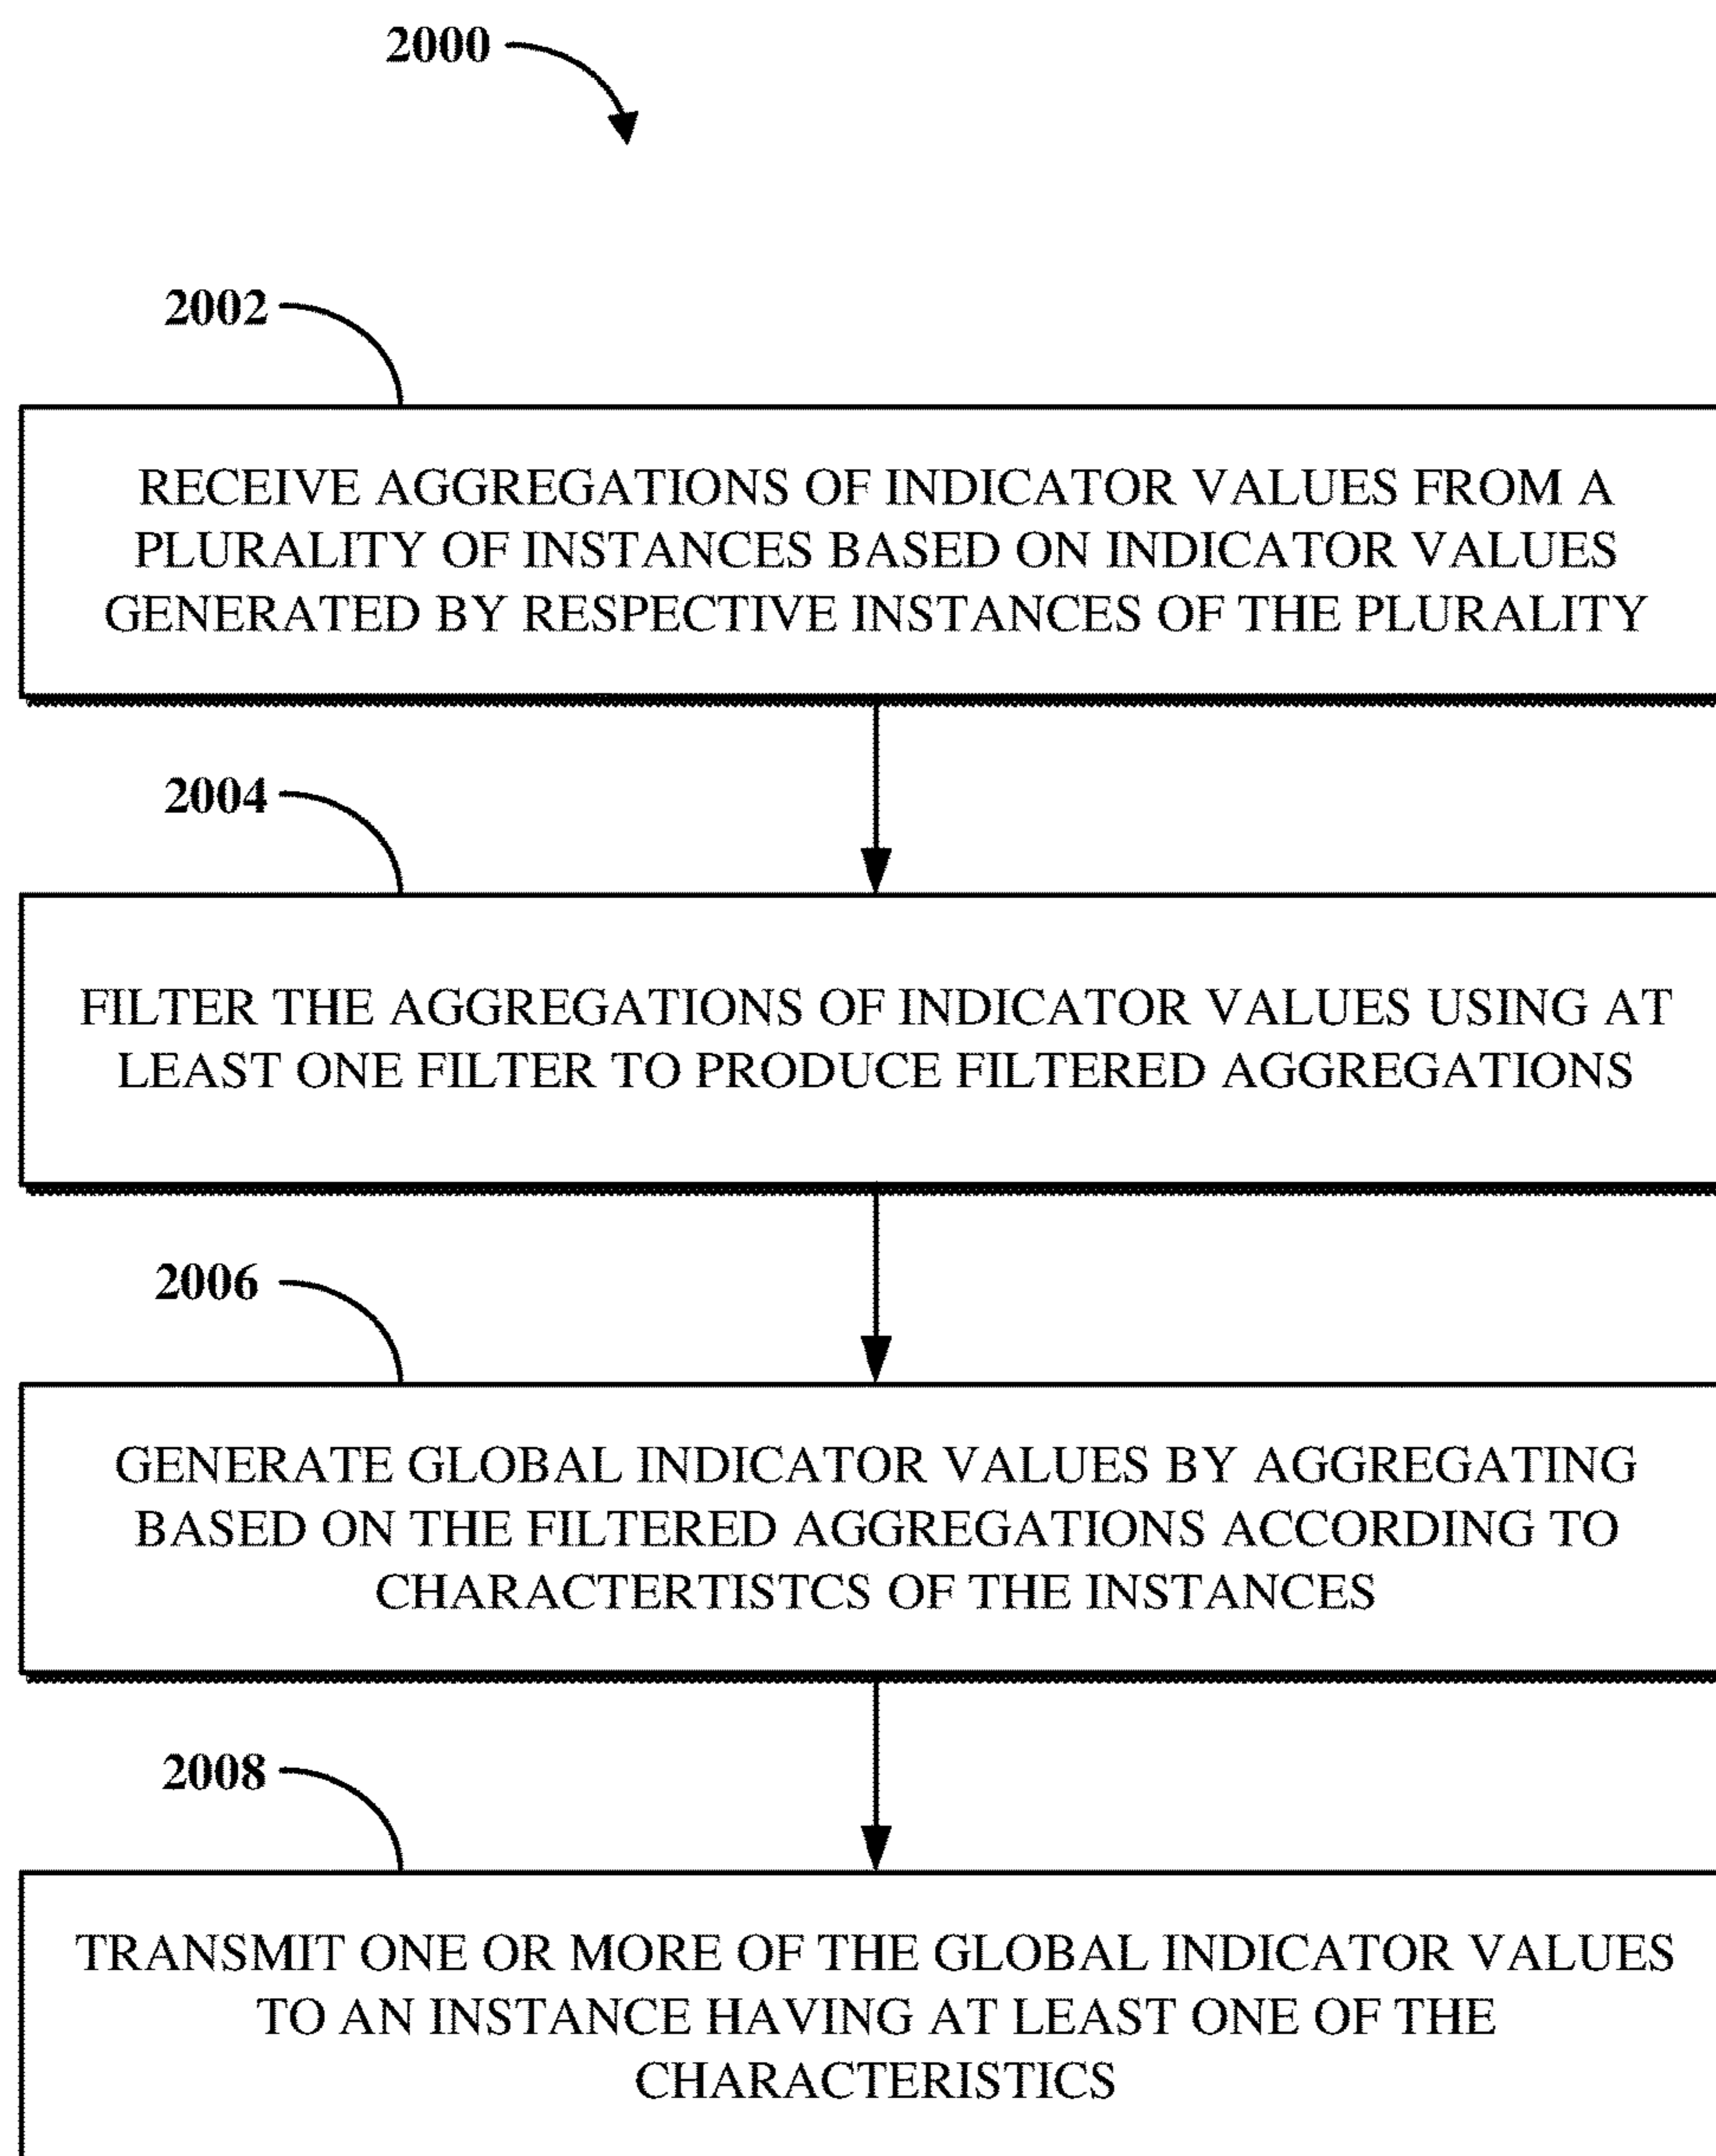 2000
2002
RECEIVE AGGREGATIONS OF INDICATOR VALUES FROM A
PLURALITY OF INSTANCES BASED ON INDICATOR VALUES
GENERATED BY RESPECTIVE INSTANCES OF THE PLURALITY
2004
FILTER THE AGGREGATIONS OF INDICATOR VALUES USING AT
LEAST ONE FILTER TO PRODUCE FILTERED AGGREGATIONS
2006
GENERATE GLOBAL INDICATOR VALUES BY AGGREGATING
BASED ON THE FILTERED AGGREGATIONS ACCORDING TO
CHARACTERTISTCS OF THE INSTANCES
2008
TRANSMIT ONE OR MORE OF THE GLOBAL INDICATOR VALUES
TO AN INSTANCE HAVING AT LEAST ONE OF THE
CHARACTERISTICS